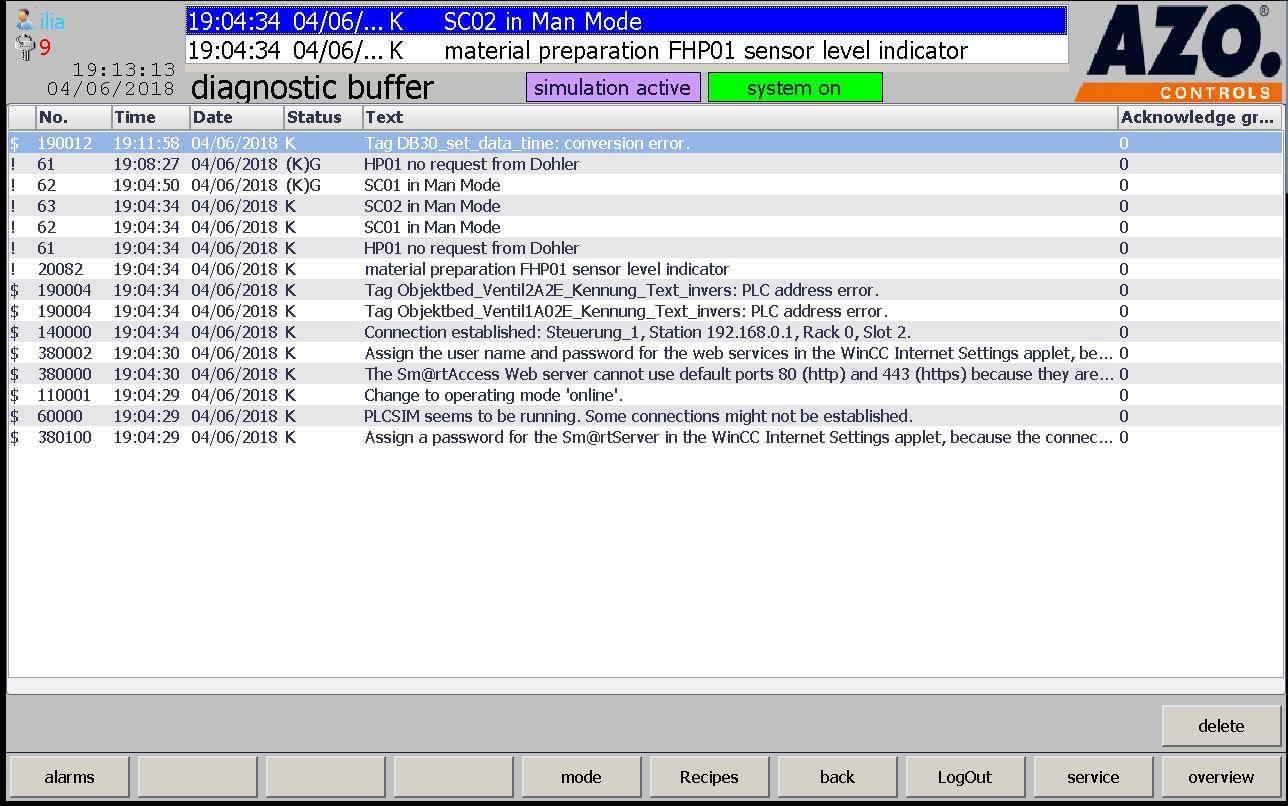 ilia
9
19:13:13
04/06/2018
19:04:34 04/06/... K SC02 in Man Mode
19:04:34 04/06/... K material preparation FHP01 sensor level indicator
diagnostic buffer
simulation active
system on
AZO.®
CONTROLS
No. Time Date Status Text Acknowledge gr...
$ 190012 19:11:58 04/06/2018 K Tag DB30_set_data_time: conversion error. 0
! 61 19:08:27 04/06/2018 (K)G HP01 no request from Dohler 0
! 62 19:04:50 04/06/2018 (K)G SC01 in Man Mode 0
! 63 19:04:34 04/06/2018 K SC02 in Man Mode 0
! 62 19:04:34 04/06/2018 K SC01 in Man Mode 0
! 61 19:04:34 04/06/2018 K HP01 no request from Dohler 0
! 20082 19:04:34 04/06/2018 K material preparation FHP01 sensor level indicator 0
$ 190004 19:04:34 04/06/2018 K Tag Objektbed_Ventil2A2E_Kennung_Text_invers: PLC address error. 0
$ 190004 19:04:34 04/06/2018 K Tag Objektbed_Ventil1A02E_Kennung_Text_invers: PLC address error. 0
$ 140000 19:04:34 04/06/2018 K Connection established: Steuerung_1, Station 192.168.0.1, Rack 0, Slot 2. 0
$ 380002 19:04:30 04/06/2018 K Assign the user name and password for the web services in the WinCC Internet Settings applet, be... 0
$ 380000 19:04:30 04/06/2018 K The Sm@rtAccess Web server cannot use default ports 80 (http) and 443 (https) because they are... 0
$ 110001 19:04:29 04/06/2018 K Change to operating mode 'online'. 0
$ 60000 19:04:29 04/06/2018 K PLCSIM seems to be running. Some connections might not be established. 0
$ 380100 19:04:29 04/06/2018 K Assign a password for the Sm@rtServer in the WinCC Internet Settings applet, because the connec... 0
delete
alarms mode Recipes back LogOut service overview